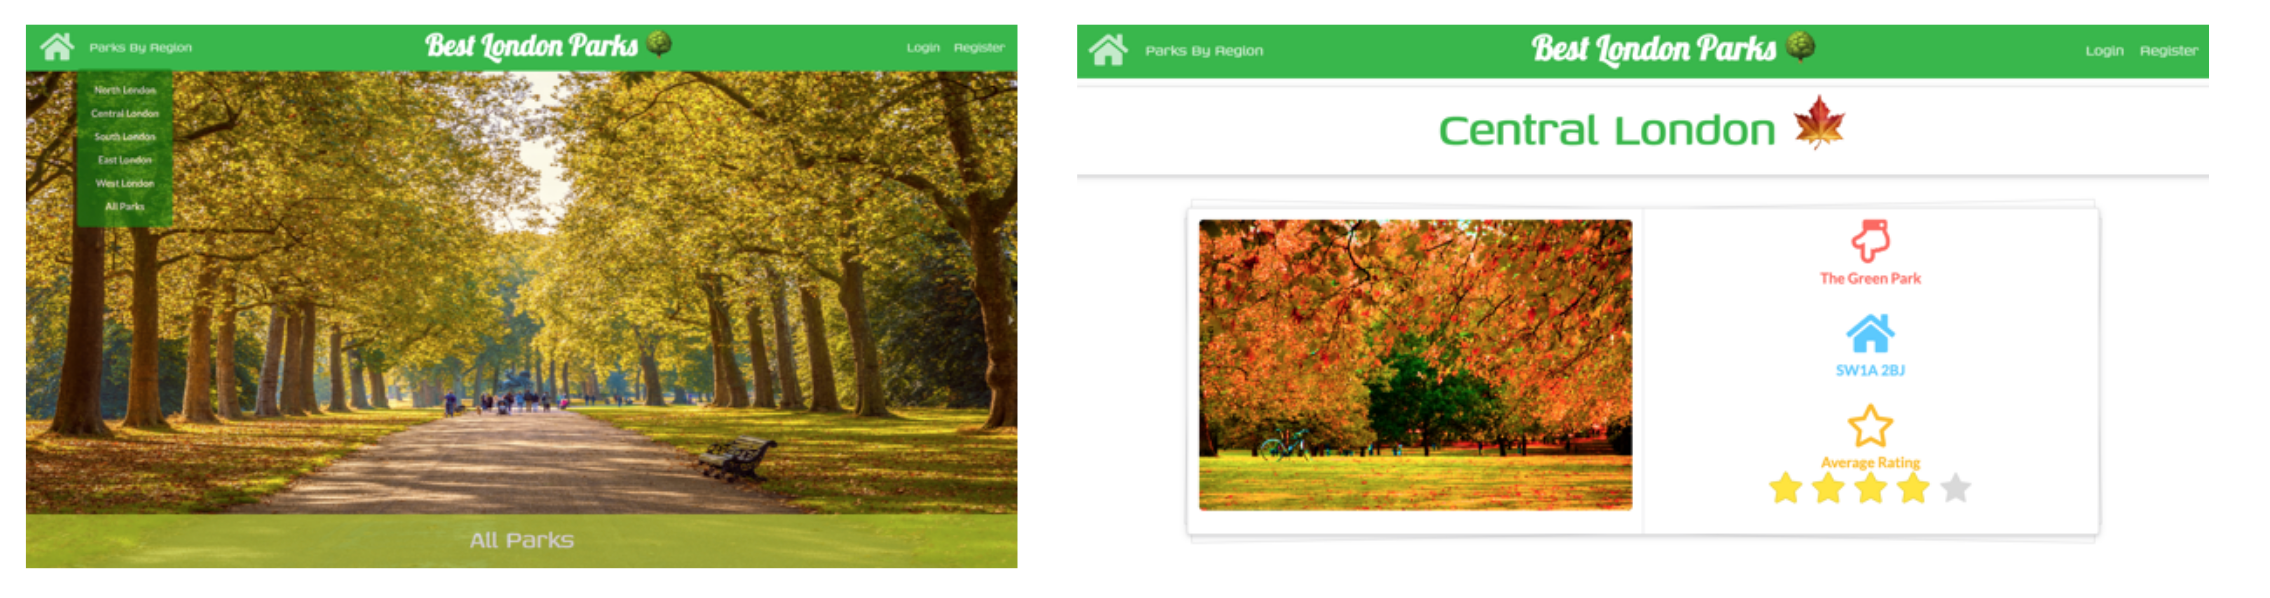 Parks By Region
Best London Parks
Login Register
North London
Central London
South London
East London
West London
All Parks
All Parks
Parks By Region
Best London Parks
Login Register
Central London
The Green Park
SW1A 2BJ
Average Rating